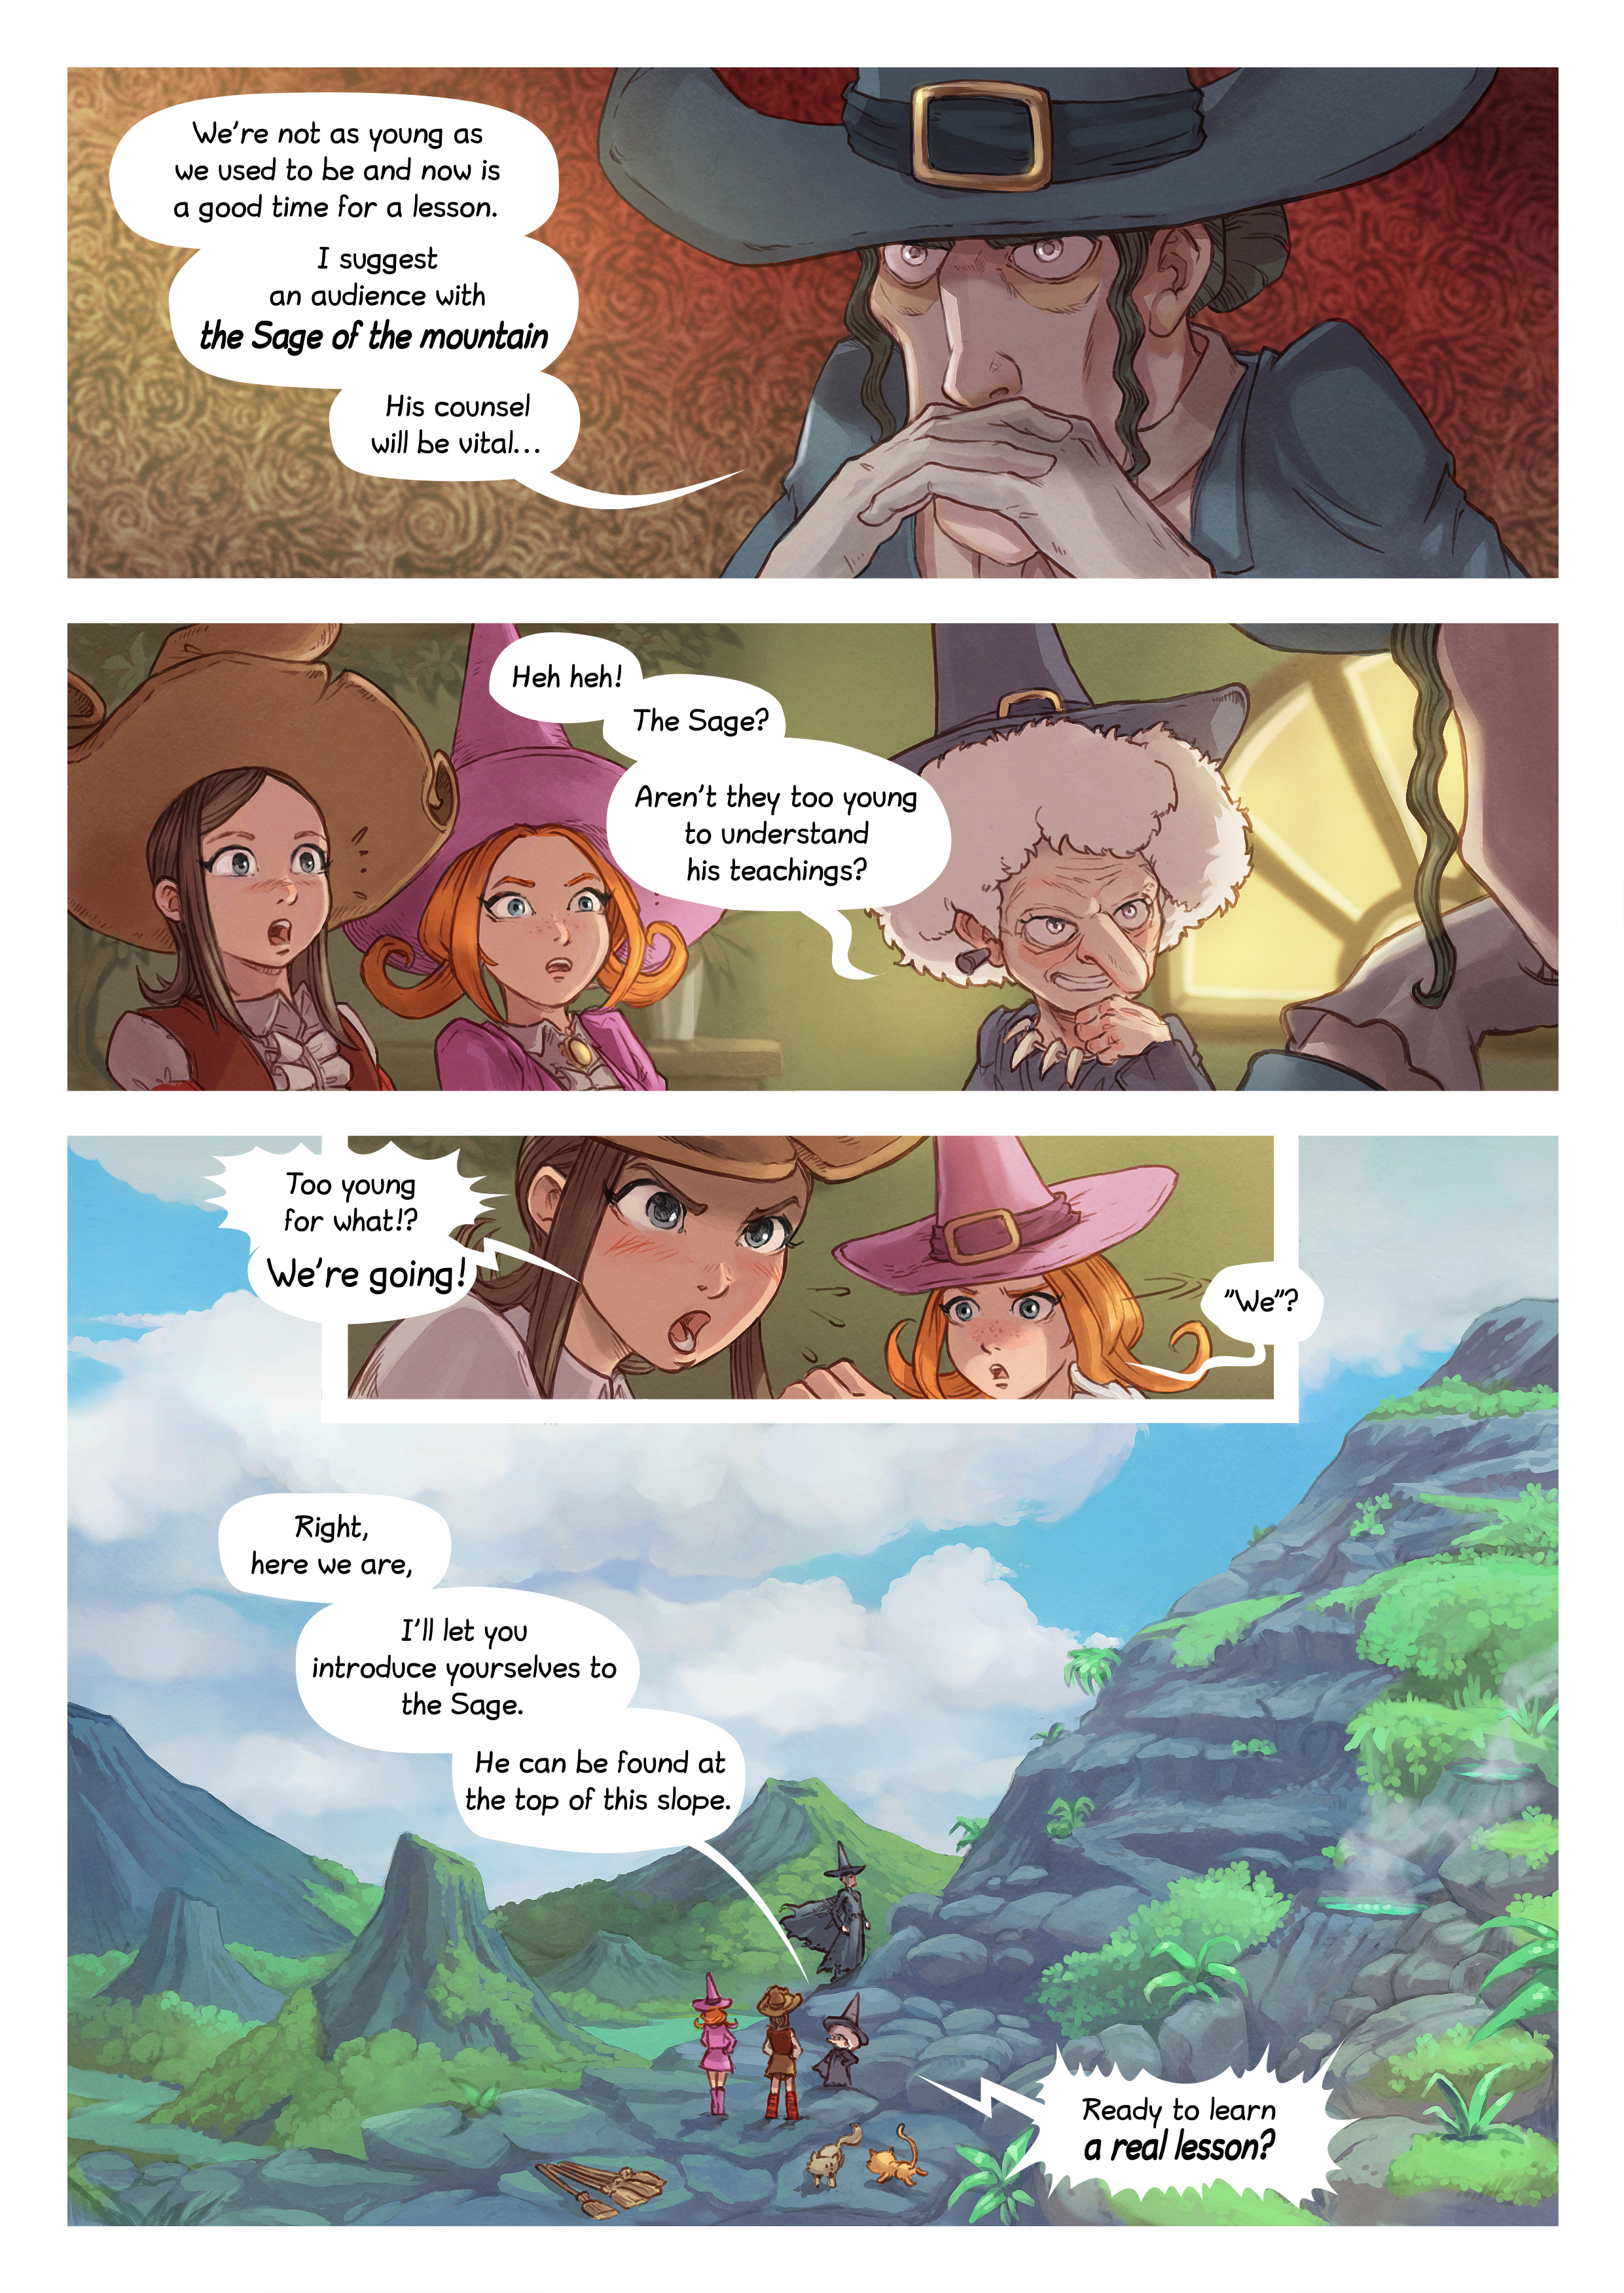 We're not as young as
we used to be and now is
a good time for a lesson.
I suggest
an audience with
the Sage of the mountain
His counsel
will be vital...
Heh heh!
The Sage?
Aren't they too young
to understand
his teachings?
Too young
for what!?
We're going!
"We"?
Right,
here we are,
I'll let you
introduce yourselves to
the Sage.
He can be found at
the top of this slope.
Ready to learn
a real lesson?